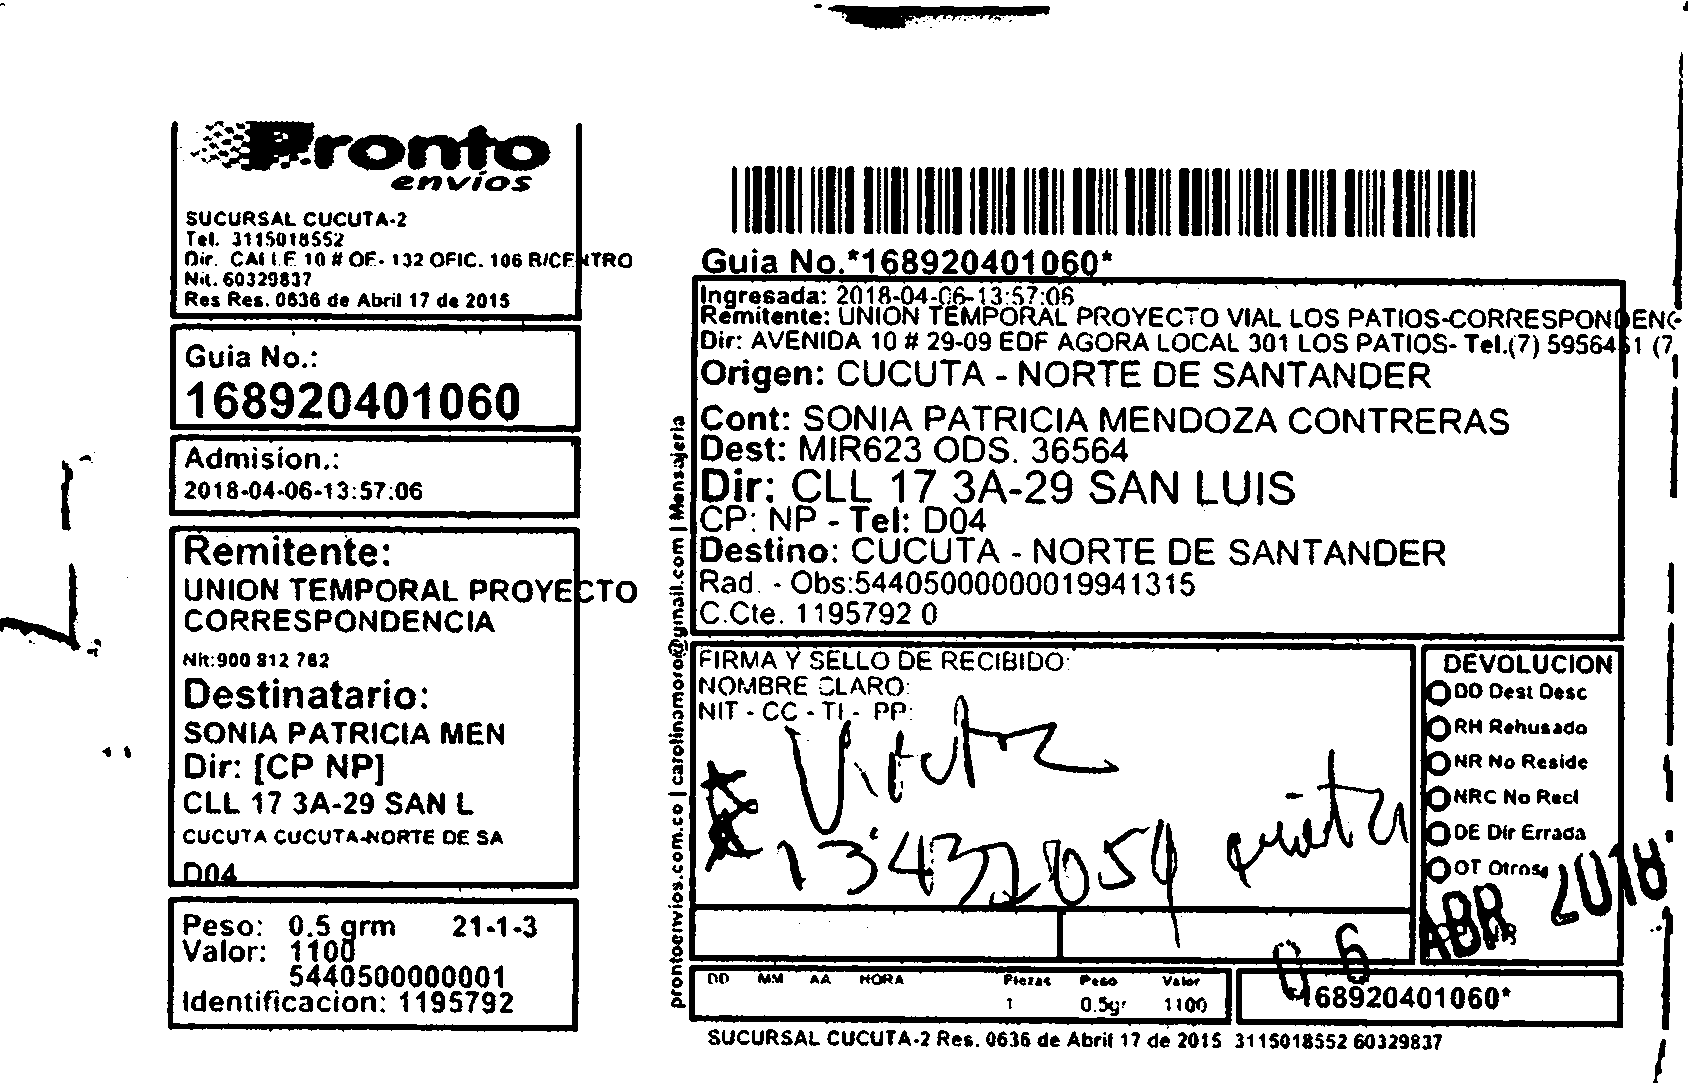 Pronto
envíos
SUCURSAL CUCUTA-2
Tel. 3115018552
Dir. CALLE 10 # OE- 132 OFIC. 106 R/CENTRO
Nit. 60329837
Res Res. 0636 de Abril 17 de 2015
Guia No.:
168920401060
Admision.:
2018-04-06-13:57:06
Remitente:
UNION TEMPORAL PROYECTO
CORRESPONDENCIA
Nit:900 812 762
Destinatario:
SONIA PATRICIA MEN
Dir: [CP NP]
CLL 17 3A-29 SAN L
CUCUTA CUCUTA-NORTE DE SA
D04
Peso: 0.5 grm 21-1-3
Valor: 1100
5440500000001
Identificacion: 1195792
Guia No.*168920401060*
Ingresada: 2018-04-06-13:57:06
Remitente: UNION TEMPORAL PROYECTO VIAL LOS PATIOS-CORRESPONDENC
Dir: AVENIDA 10 # 29-09 EDF AGORA LOCAL 301 LOS PATIOS- Tel.(7) 5956461 (7
Origen: CUCUTA - NORTE DE SANTANDER
Cont: SONIA PATRICIA MENDOZA CONTRERAS
Dest: MIR623 ODS. 36564
Dir: CLL 17 3A-29 SAN LUIS
CP: NP - Tel: D04
Destino: CUCUTA - NORTE DE SANTANDER
Rad. - Obs:54405000000019941315
C.Cte. 1195792 0
prontoenvios.com.co | carolinamoro@gmail.com | Mensajeria
FIRMA Y SELLO DE RECIBIDO:
NOMBRE CLARO:
NIT - CC - TI - PP:
Victor
13432059
DEVOLUCION
DD Dest Desc
RH Rehusado
NR No Reside
NRC No Recl
DE Dir Errada
OT Otros
06 ABR 2018
DD MM AA HORA Piezas Peso Valor
1 0.5gr 1100
*168920401060*
SUCURSAL CUCUTA-2 Res. 0636 de Abril 17 de 2015 3115018552 60329837